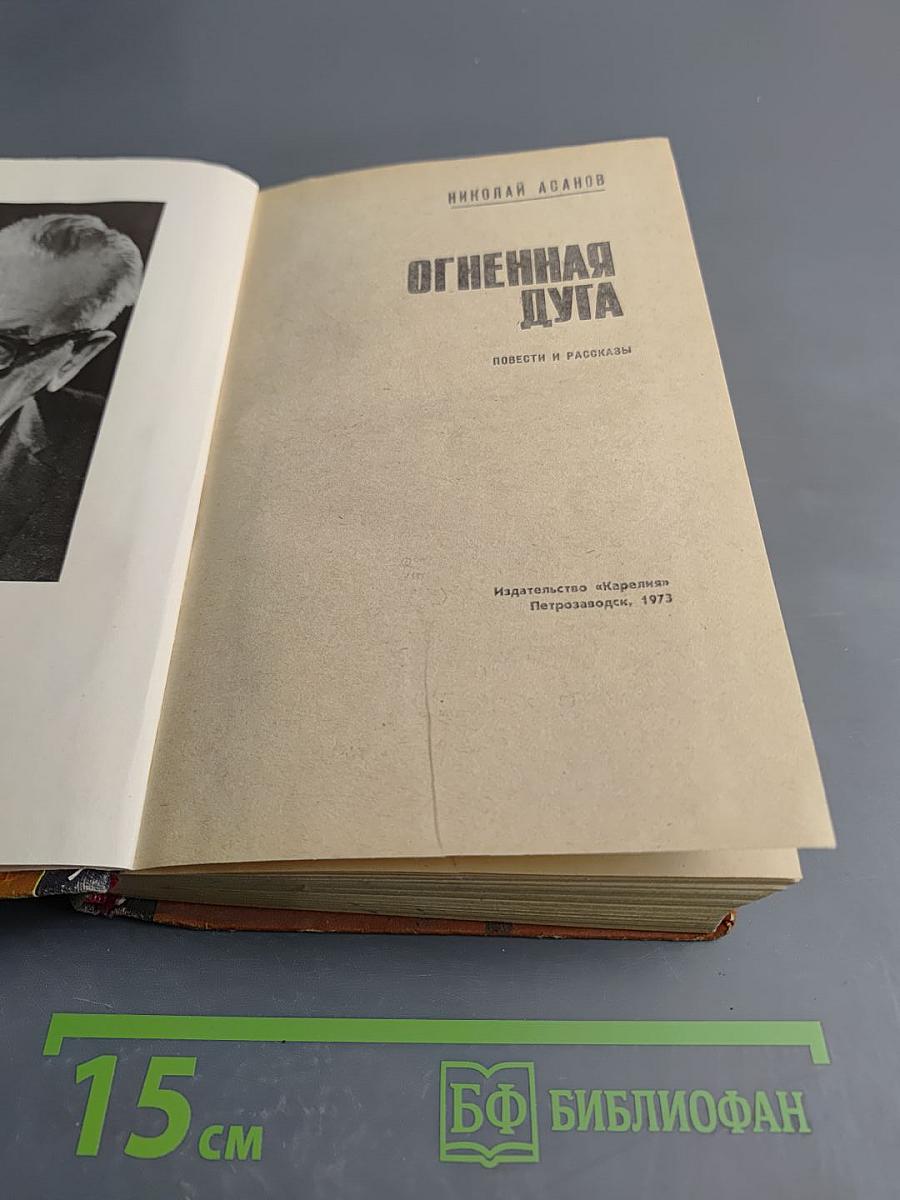 НИКОЛАЙ АСАНОВ
ОГНЕННАЯ
ДУГА
ПОВЕСТИ И РАССКАЗЫ
Издательство «Карелия»
Петрозаводск, 1973
15 см
БФ БИБЛИОФАН